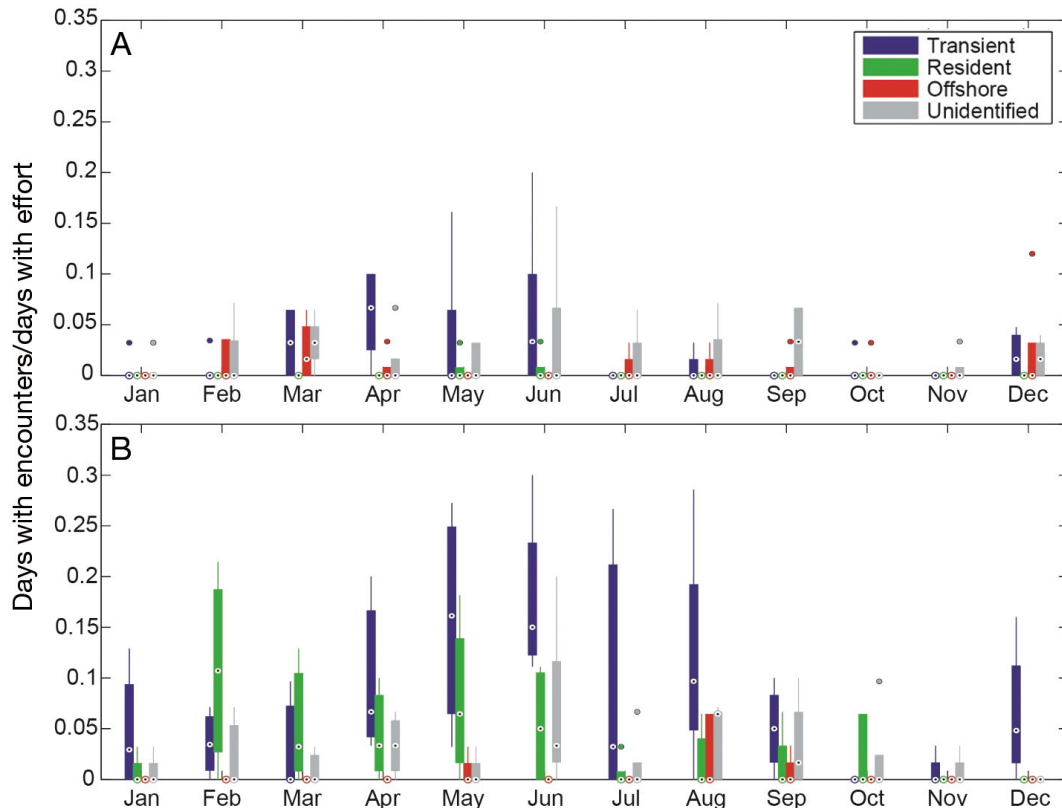 Days with encounters/days with effort
A
Transient
Resident
Offshore
Unidentified
0.35
0.3
0.25
0.2
0.15
0.1
0.05
0
Jan Feb Mar Apr May Jun Jul Aug Sep Oct Nov Dec
B
0.35
0.3
0.25
0.2
0.15
0.1
0.05
0
Jan Feb Mar Apr May Jun Jul Aug Sep Oct Nov Dec